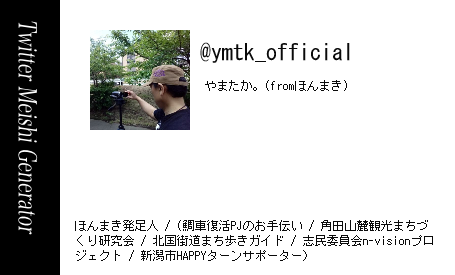 Twitter Meishi Generator
@ymtk_official
やまたか。(fromほんまき)
ほんまき発足人 / (鯛車復活PJのお手伝い / 角田山麓観光まちづ
くり研究会 / 北国街道まち歩きガイド / 志民委員会n-visionプロ
ジェクト / 新潟市HAPPYターンサポーター)